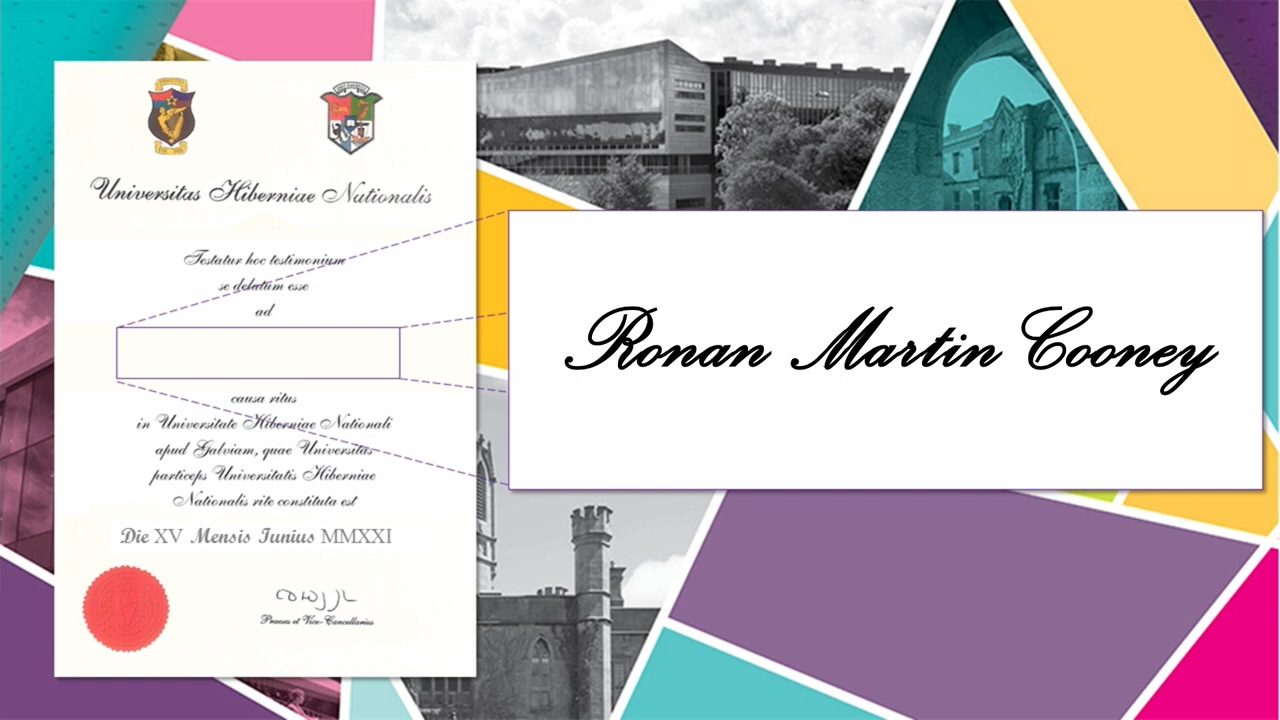 Universitas Hiberniae Nationalis
Testatur hoc testimonium
se delatum esse
ad
Ronan Martin Cooney
causa ritus
in Universitate Hiberniae Nationali
apud Galviam, quae Universitas
particeps Universitatis Hiberniae
Nationalis rite constituta est
Die XV Mensis Iunius MMXXI
Praeses et Vice-Cancellarius